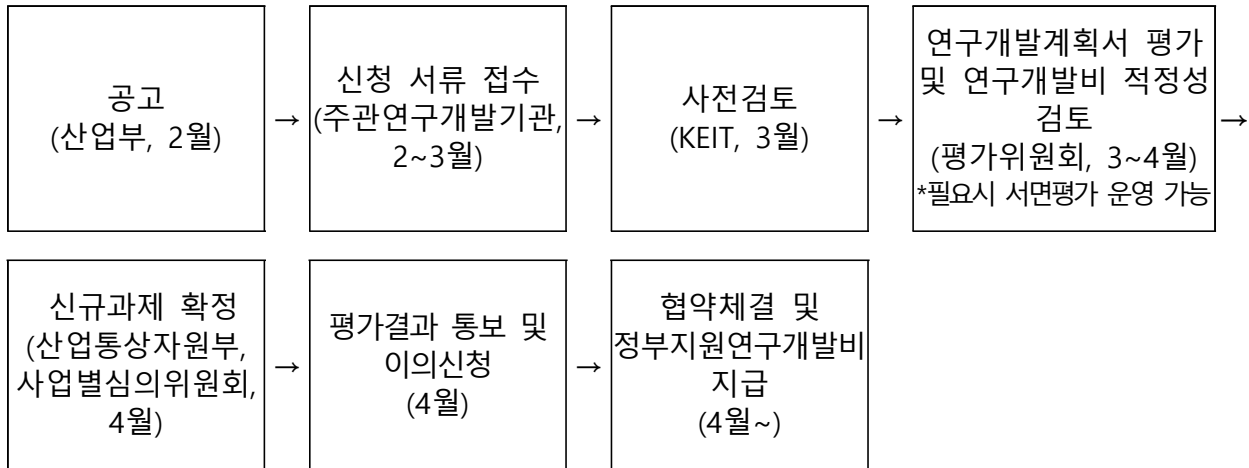 공고
(산업부, 2월)
→
신청 서류 접수
(주관연구개발기관,
2~3월)
→
사전검토
(KEIT, 3월)
→
연구개발계획서 평가
및 연구개발비 적정성
검토
(평가위원회, 3~4월)
*필요시 서면평가 운영 가능
→
신규과제 확정
(산업통상자원부,
사업별심의위원회,
4월)
→
평가결과 통보 및
이의신청
(4월)
→
협약체결 및
정부지원연구개발비
지급
(4월~)